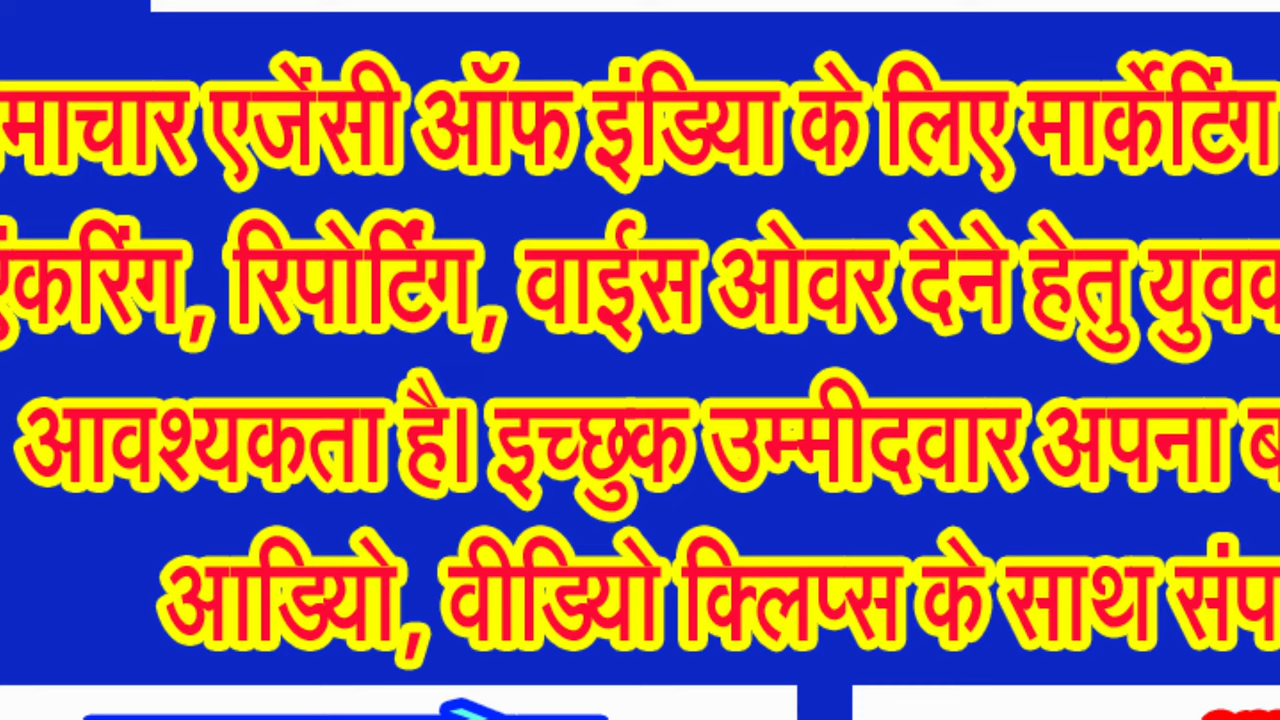 माचार एजेंसी ऑफ इंडिया के लिए मार्केटिंग
एंकरिंग, रिपोर्टिंग, वाईस ओवर देने हेतु युवक
आवश्यकता है। इच्छुक उम्मीदवार अपना
आडियो, वीडियो क्लिप्स के साथ संप